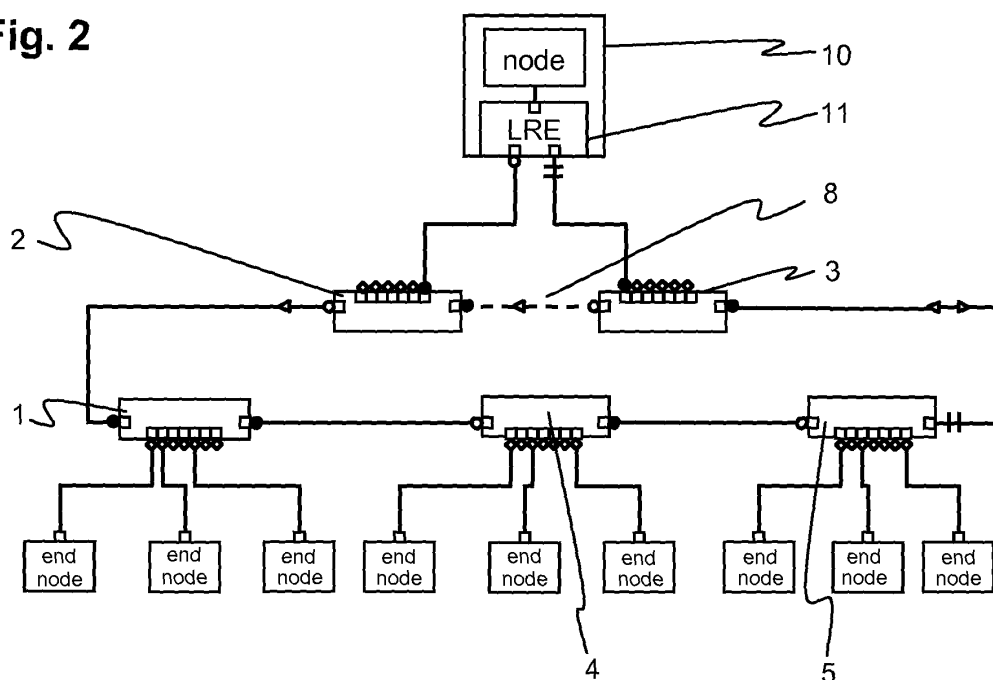 Fig. 2
node
10
LRE
11
8
2
3
1
end node
end node
end node
end node
end node
end node
end node
end node
end node
4
5